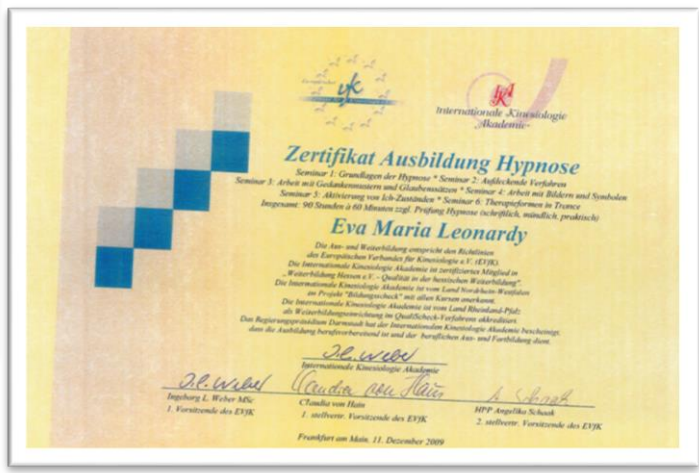 Internationale Kinesiologie
Akademie
Zertifikat Ausbildung Hypnose
Seminar 1: Grundlagen der Hypnose * Seminar 2: Aufdeckende Verfahren
Seminar 3: Arbeit mit Gedankenmustern und Glaubenssätzen * Seminar 4: Arbeit mit Bildern und Symbolen
Seminar 5: Aktivierung von Ich-Zuständen * Seminar 6: Therapieformen in Trance
Insgesamt: 90 Stunden à 60 Minuten zzgl. Prüfung Hypnose (schriftlich, mündlich, praktisch)
Eva Maria Leonardy
Die Aus- und Weiterbildung entspricht den Richtlinien
des Europäischen Verbandes für Kinesiologie e.V. (EVfK).
Die Internationale Kinesiologie Akademie ist zertifiziertes Mitglied in
„Weiterbildung Hessen e.V. - Qualität in der hessischen Weiterbildung".
Die Internationale Kinesiologie Akademie ist vom Land Nordrhein-Westfalen
im Projekt "Bildungsscheck" mit allen Kursen anerkannt.
Die Internationale Kinesiologie Akademie ist vom Land Rheinland-Pfalz
als Weiterbildungseinrichtung im QualiScheck-Verfahren akkreditiert.
Das Regierungspräsidium Darmstadt hat der Internationalen Kinesiologie Akademie bescheinigt,
dass die Ausbildung berufsvorbereitend ist und der beruflichen Aus- und Fortbildung dient.
I.L. Weber
Internationale Kinesiologie Akademie
I.L. Weber Claudia von Hain A. Schaak
Ingeborg L. Weber MSc Claudia von Hain HPP Angelika Schaak
1. Vorsitzende des EVfK 1. stellvertr. Vorsitzende des EVfK 2. stellvertr. Vorsitzende des EVfK
Frankfurt am Main, 11. Dezember 2009